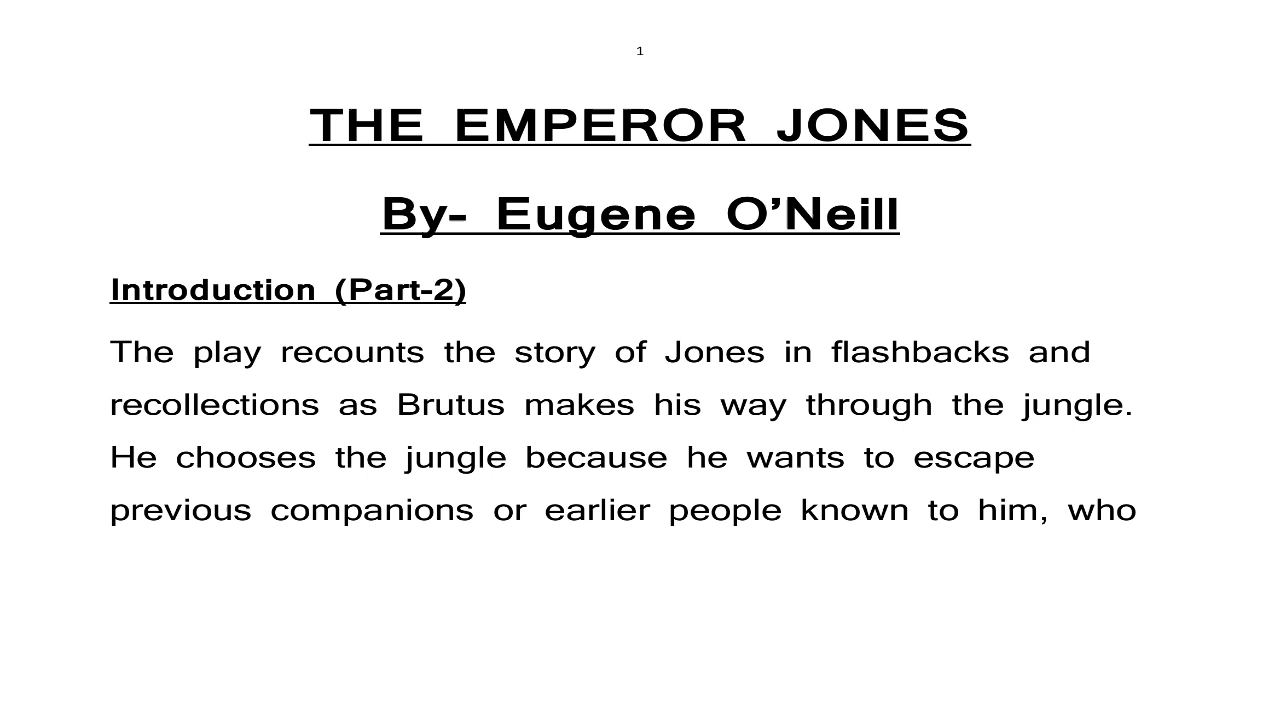 1
THE EMPEROR JONES
By- Eugene O’Neill
Introduction (Part-2)
The play recounts the story of Jones in flashbacks and
recollections as Brutus makes his way through the jungle.
He chooses the jungle because he wants to escape
previous companions or earlier people known to him, who